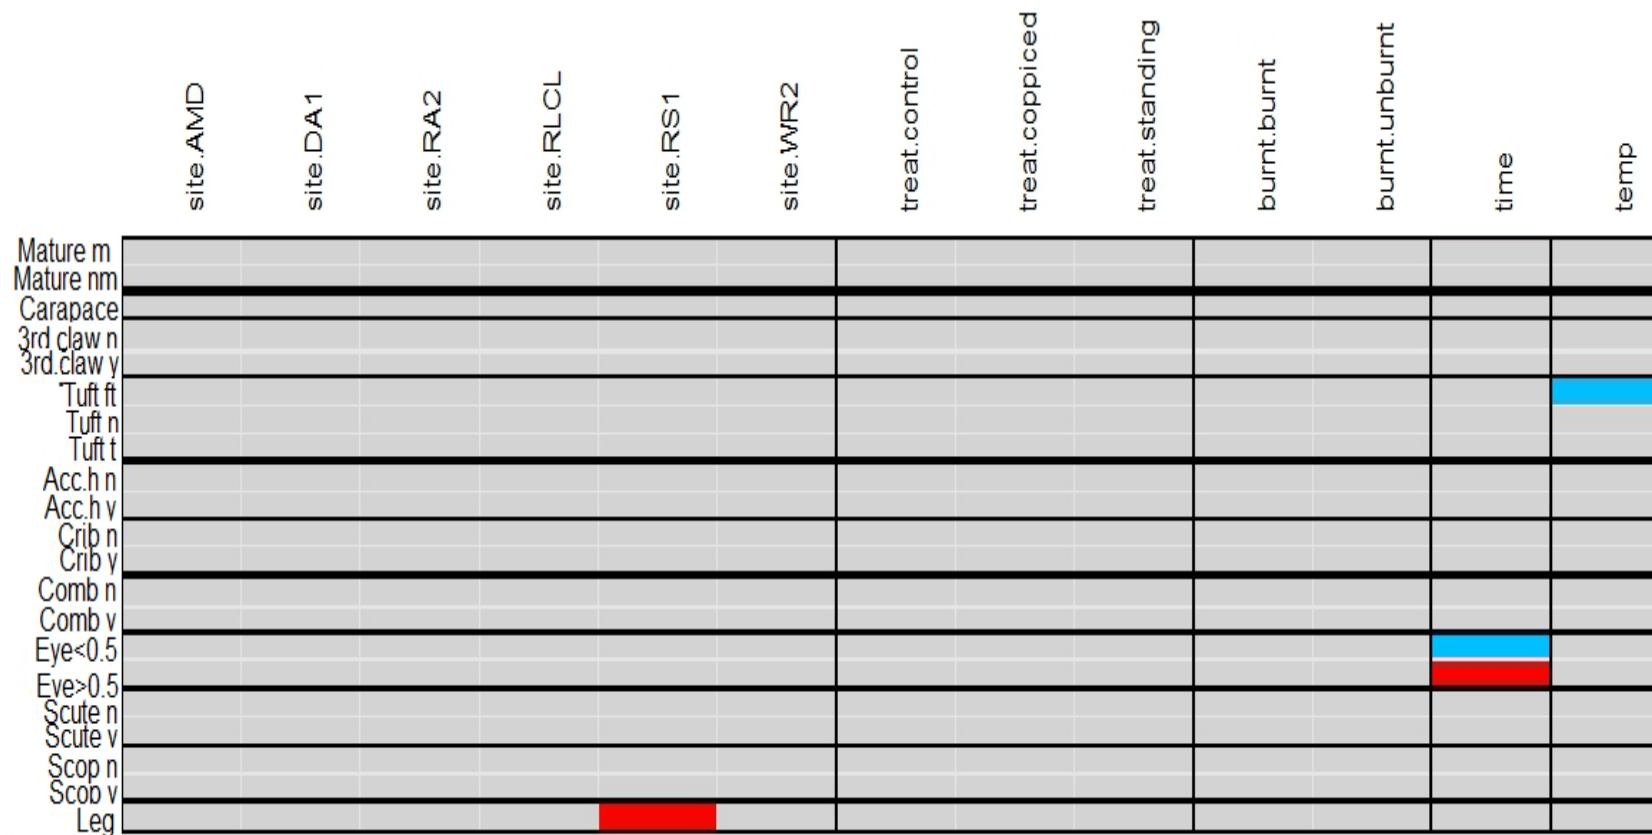 site.AMD
site.DA1
site.RA2
site.RLCL
site.RS1
site.WR2
treat.control
treat.coppiced
treat.standing
burnt.burnt
burnt.unburnt
time
temp
Mature m
Mature nm
Carapace
3rd claw n
3rd.claw y
Tuft ft
Tuft n
Tuft t
Acc.h n
Acc.h y
Crib n
Crib y
Comb n
Comb y
Eye<0.5
Eye>0.5
Scute n
Scute y
Scop n
Scop y
Leg